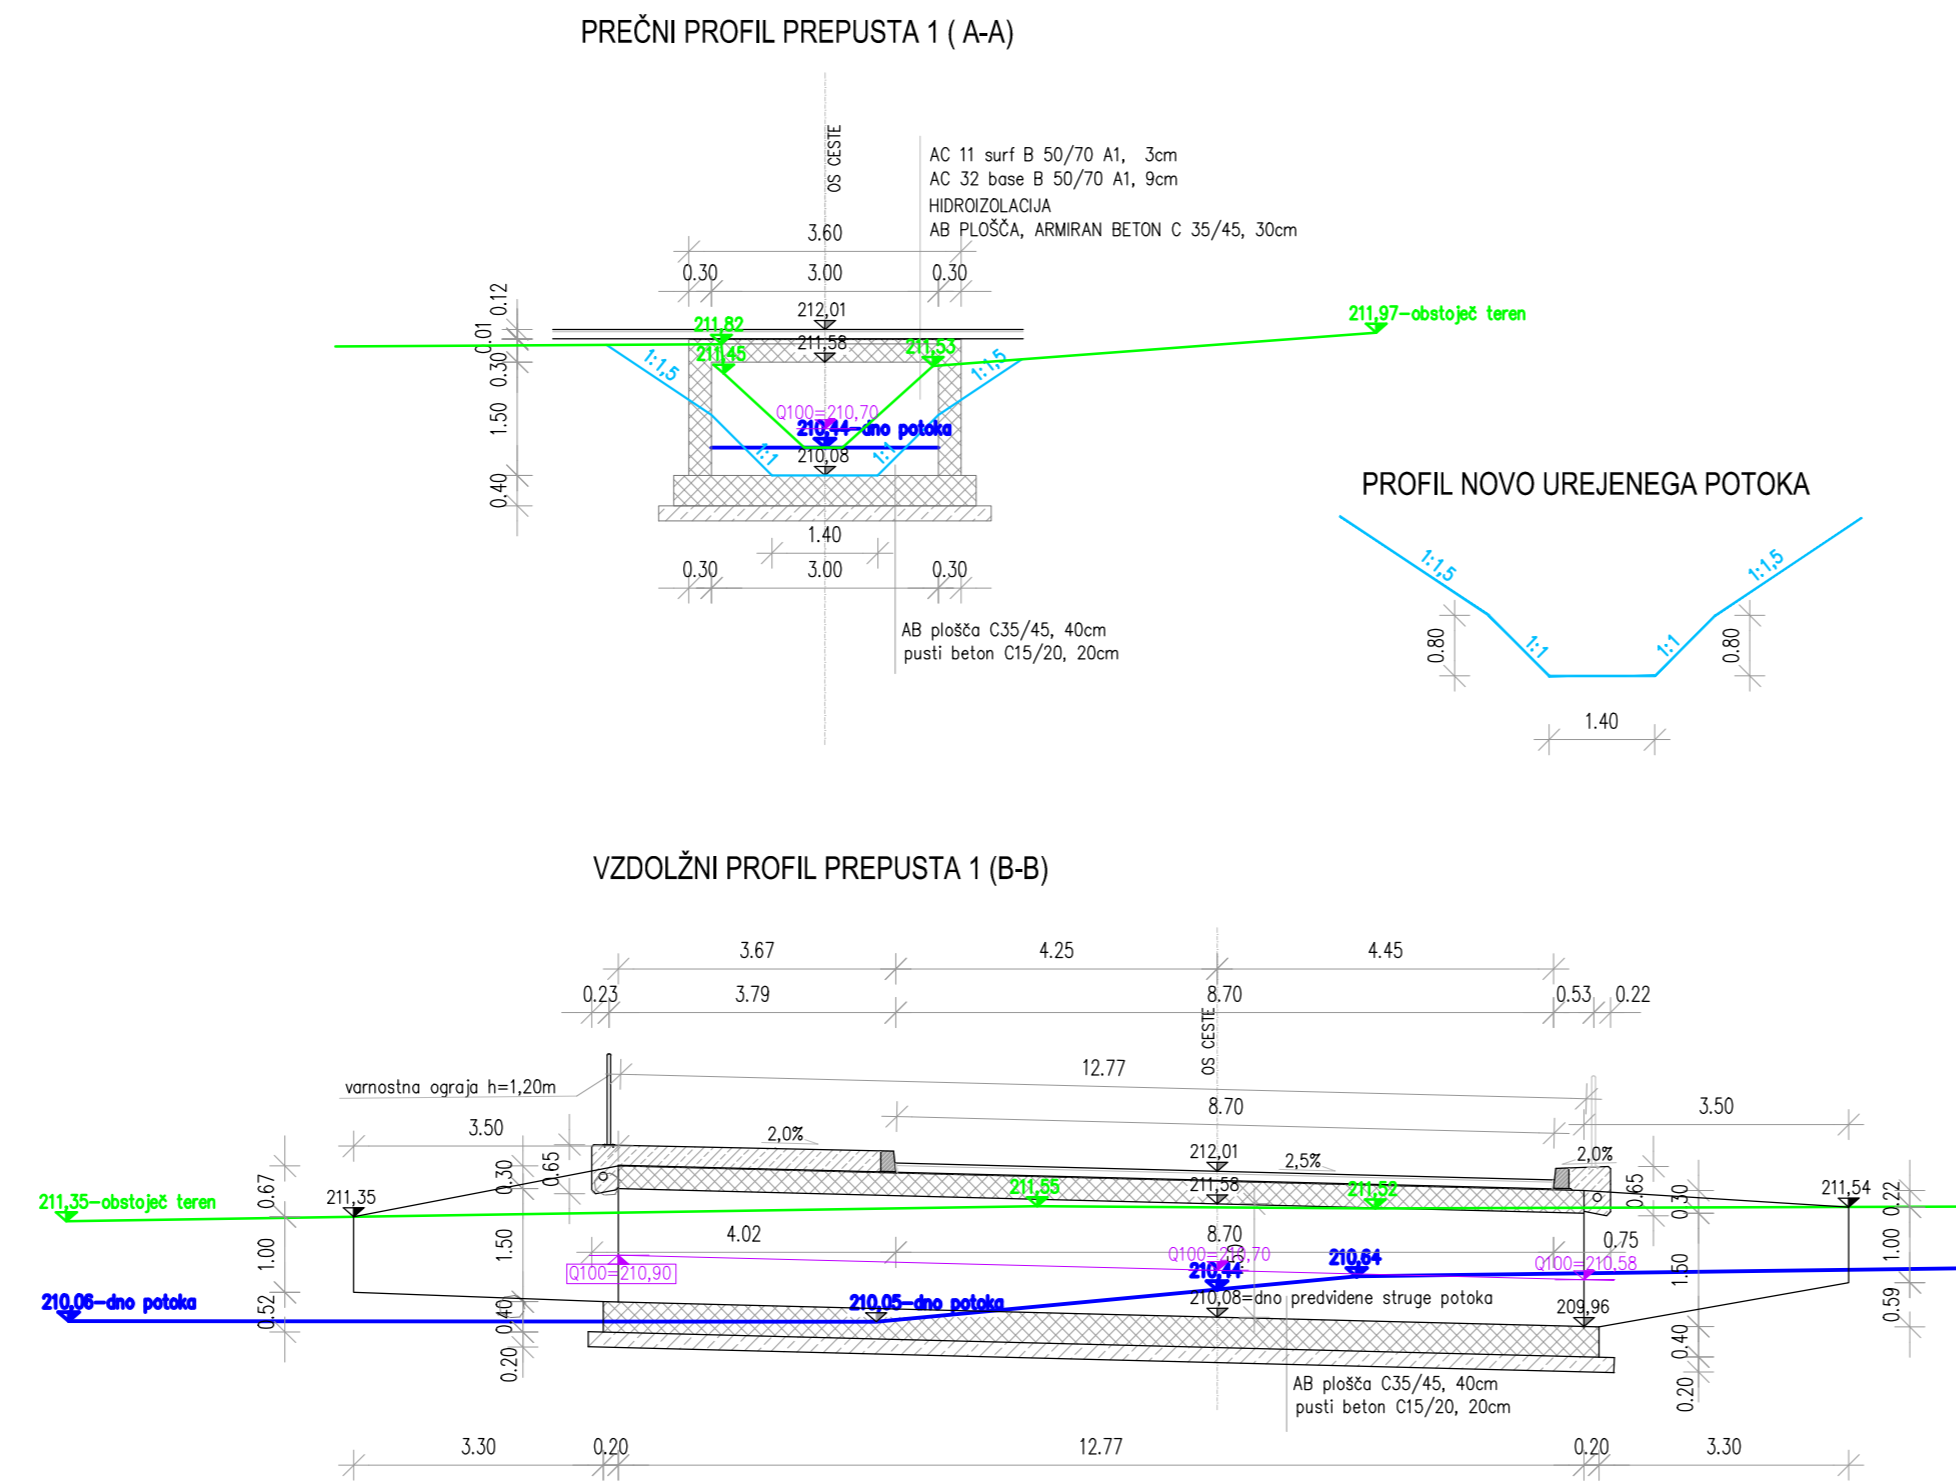 PREČNI PROFIL PREPUSTA 1 ( A-A)
OS CESTE
AC 11 surf B 50/70 A1, 3cm
AC 32 base B 50/70 A1, 9cm
HIDROIZOLACIJA
AB PLOŠČA, ARMIRAN BETON C 35/45, 30cm
3.60
0.30 3.00 0.30
0.12
0.01
0.30
1.50
0.40
212,01
211,82
211,58
211,45
211,53
211,97-obstoječ teren
1:1,5
1:1,5
Q100=210,70
210,44-dno potoka
1:1
1:1
210,08
1.40
0.30 3.00 0.30
AB plošča C35/45, 40cm
pusti beton C15/20, 20cm
PROFIL NOVO UREJENEGA POTOKA
1:1,5
1:1,5
0.80
1:1
1:1
0.80
1.40
VZDOLŽNI PROFIL PREPUSTA 1 (B-B)
3.67 4.25 4.45
0.23 3.79 8.70 0.53 0.22
OS CESTE
12.77
varnostna ograja h=1,20m
8.70
3.50
3.50
2,0%
212,01
2,5%
2,0%
0.67
0.30
0.65
211,35-obstoječ teren
211,35
211,55
211,58
211,52
0.65
0.30
211,54
0.22
1.00
1.50
4.02
8.70
0.75
Q100=210,90
Q100=210,70
1.50
210,64
Q100=210,58
1.50
1.00
210,44
210,06-dno potoka
0.52
0.40
210,05-dno potoka
210,08=dno predvidene struge potoka
209,96
0.59
0.20
0.40
0.20
AB plošča C35/45, 40cm
pusti beton C15/20, 20cm
3.30 0.20 12.77 0.20 3.30